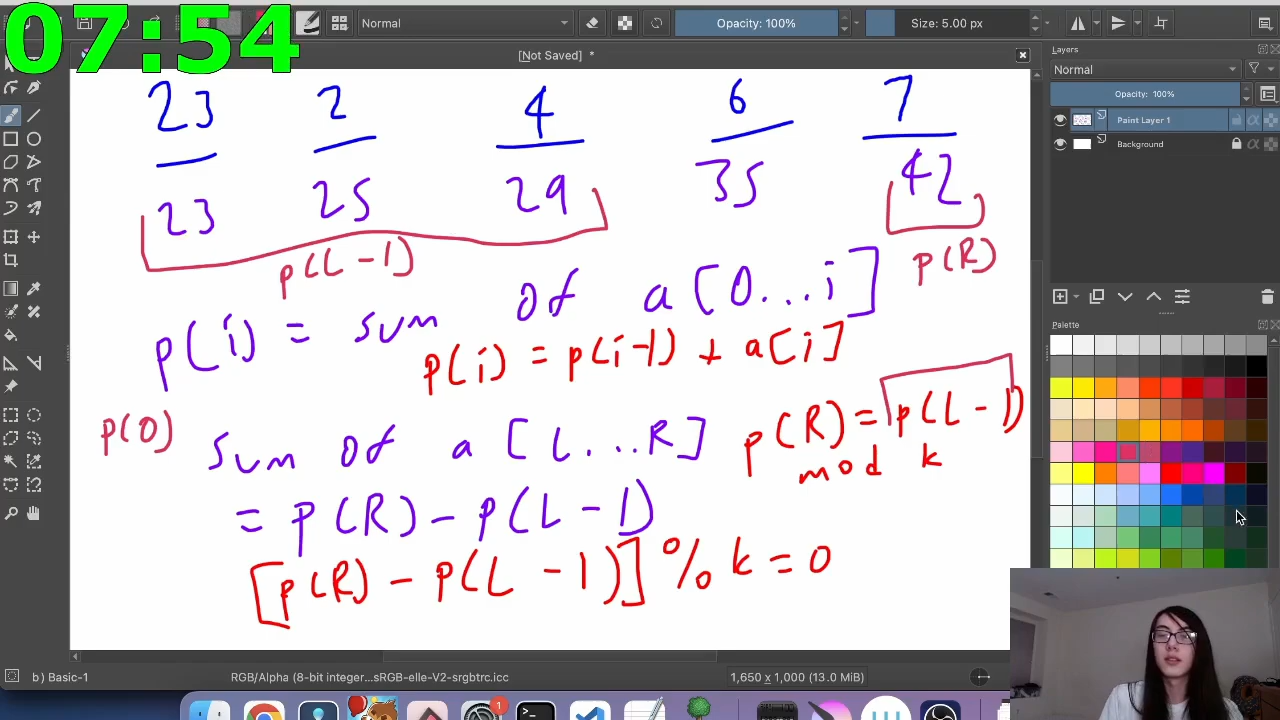 07:54
Normal
Opacity: 100%
Size: 5.00 px
[Not Saved] *
23 2 4 6 7
23 25 29 35 42
p(L-1)
p(R)
p(i) = sum of a[0...i]
p(i) = p(i-1) + a[i]
p(0)
sum of a[L...R]
= p(R) - p(L-1)
p(R) = p(L-1)
mod k
[p(R) - p(L-1)] % k = 0
Layers
Normal
Opacity: 100%
Paint Layer 1
Background
Palette
b) Basic-1
RGB/Alpha (8-bit integer...sRGB-elle-V2-srgbtrc.icc
1,650 x 1,000 (13.0 MiB)
1